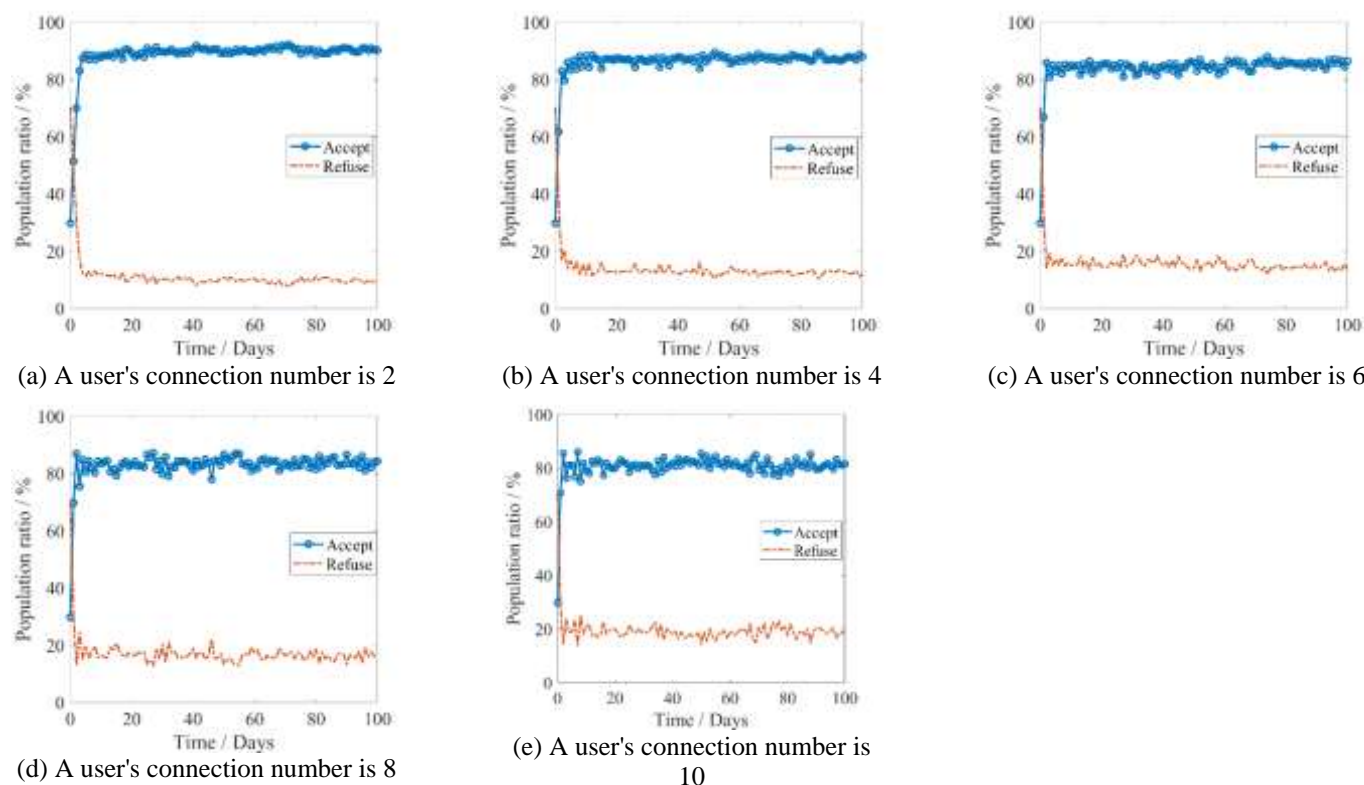 100
80
60
40
20
0
Population ratio / %
Accept
Refuse
0 20 40 60 80 100
Time / Days
(a) A user's connection number is 2
100
80
60
40
20
0
Population ratio / %
Accept
Refuse
0 20 40 60 80 100
Time / Days
(b) A user's connection number is 4
100
80
60
40
20
0
Population ratio / %
Accept
Refuse
0 20 40 60 80 100
Time / Days
(c) A user's connection number is 6
100
80
60
40
20
0
Population ratio / %
Accept
Refuse
0 20 40 60 80 100
Time / Days
(d) A user's connection number is 8
100
80
60
40
20
0
Population ratio / %
Accept
Refuse
0 20 40 60 80 100
Time / Days
(e) A user's connection number is
10